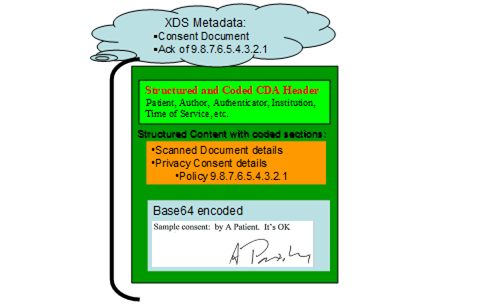 XDS Metadata:
▪Consent Document
▪Ack of 9.8.7.6.5.4.3.2.1
Structured and Coded CDA Header
Patient, Author, Authenticator, Institution,
Time of Service, etc.
Structured Content with coded sections:
•Scanned Document details
•Privacy Consent details
•Policy 9.8.7.6.5.4.3.2.1
Base64 encoded
Sample consent: by A Patient. It's OK